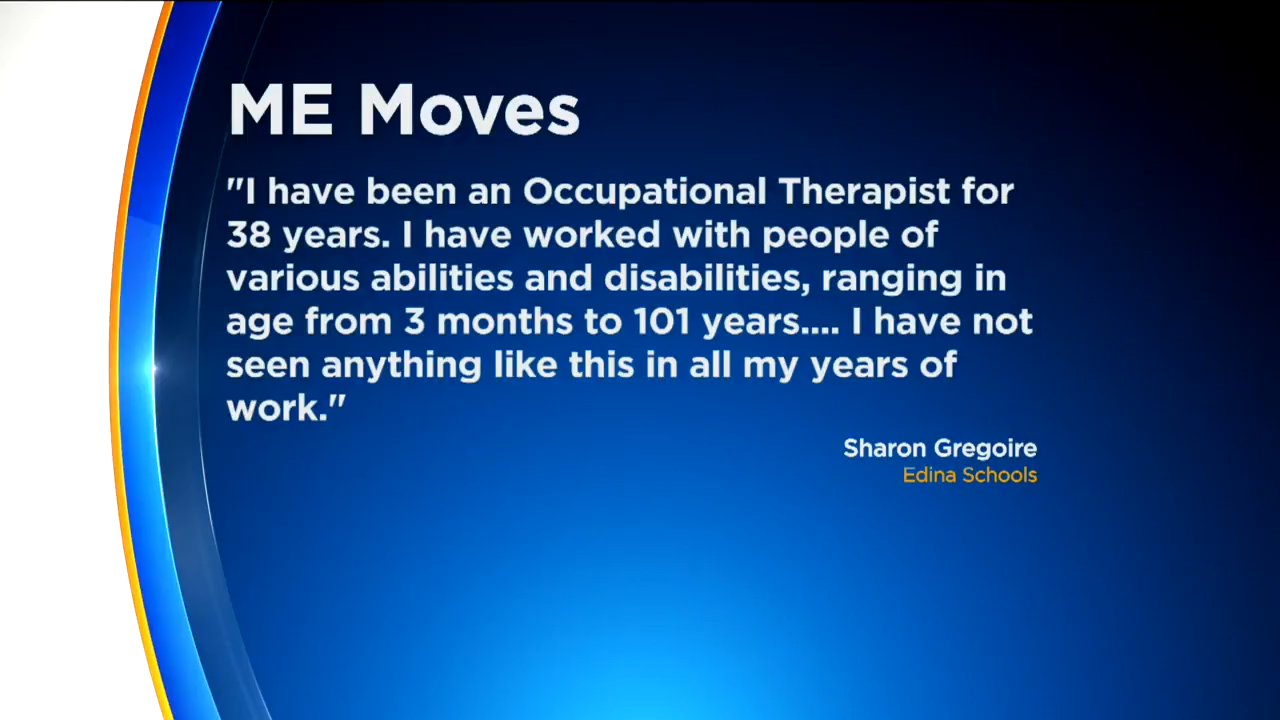 ME Moves
"I have been an Occupational Therapist for
38 years. I have worked with people of
various abilities and disabilities, ranging in
age from 3 months to 101 years.... I have not
seen anything like this in all my years of
work."
Sharon Gregoire
Edina Schools